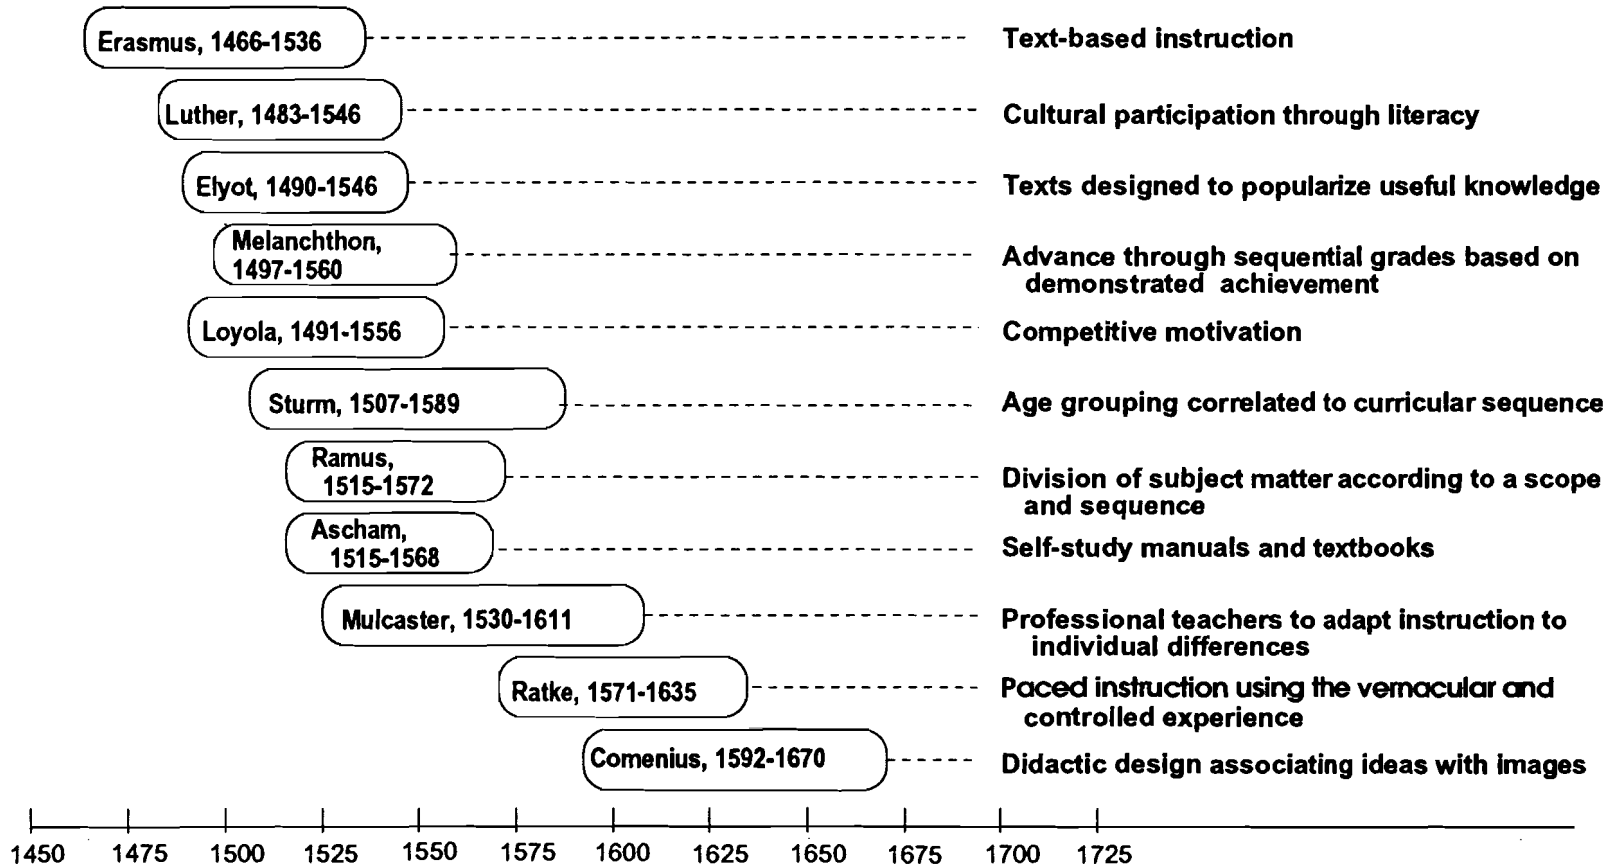 Erasmus, 1466-1536
Text-based instruction
Luther, 1483-1546
Cultural participation through literacy
Elyot, 1490-1546
Texts designed to popularize useful knowledge
Melanchthon,
1497-1560
Advance through sequential grades based on
demonstrated achievement
Loyola, 1491-1556
Competitive motivation
Sturm, 1507-1589
Age grouping correlated to curricular sequence
Ramus,
1515-1572
Division of subject matter according to a scope
and sequence
Ascham,
1515-1568
Self-study manuals and textbooks
Mulcaster, 1530-1611
Professional teachers to adapt instruction to
individual differences
Ratke, 1571-1635
Paced instruction using the vernacular and
controlled experience
Comenius, 1592-1670
Didactic design associating ideas with images
1450 1475 1500 1525 1550 1575 1600 1625 1650 1675 1700 1725